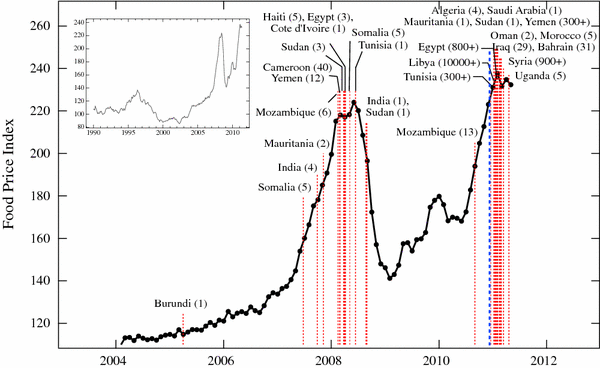 Food Price Index
260
240
220
200
180
160
140
120
2004
2006
2008
2010
2012
240
220
200
180
160
140
120
100
80
1990
1995
2000
2005
2010
Burundi (1)
Somalia (5)
India (4)
Mauritania (2)
Mozambique (6)
Cameroon (40)
Yemen (12)
Sudan (3)
Haiti (5), Egypt (3),
Cote d'Ivoire (1)
Somalia (5)
Tunisia (1)
India (1),
Sudan (1)
Mozambique (13)
Tunisia (300+)
Libya (10000+)
Egypt (800+)
Algeria (4), Saudi Arabia (1)
Mauritania (1), Sudan (1), Yemen (300+)
Oman (2), Morocco (5)
Iraq (29), Bahrain (31)
Syria (900+)
Uganda (5)